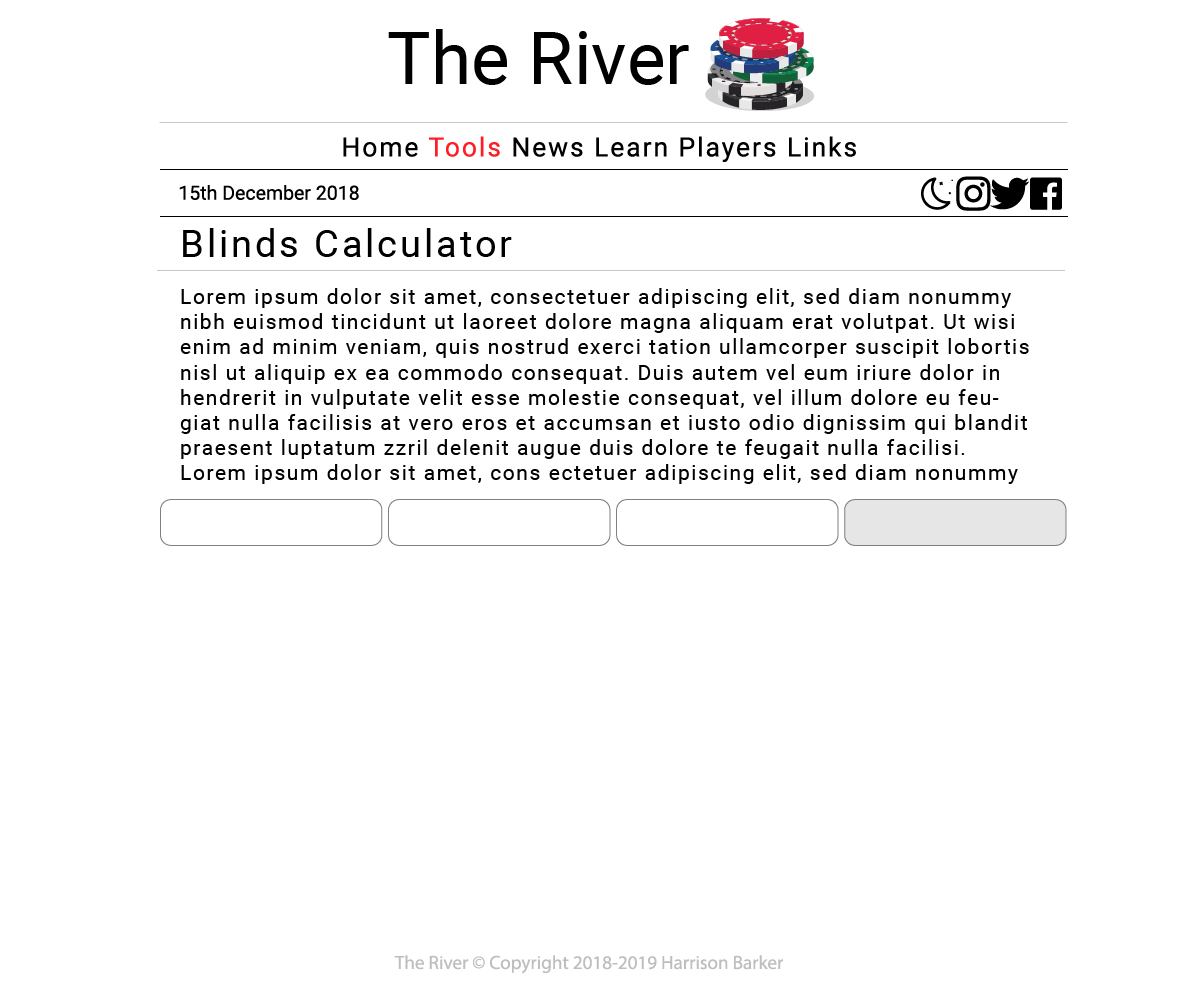 The River
Home Tools News Learn Players Links
15th December 2018
Blinds Calculator
Lorem ipsum dolor sit amet, consectetuer adipiscing elit, sed diam nonummy
nibh euismod tincidunt ut laoreet dolore magna aliquam erat volutpat. Ut wisi
enim ad minim veniam, quis nostrud exerci tation ullamcorper suscipit lobortis
nisl ut aliquip ex ea commodo consequat. Duis autem vel eum iriure dolor in
hendrerit in vulputate velit esse molestie consequat, vel illum dolore eu feu-
giat nulla facilisis at vero eros et accumsan et iusto odio dignissim qui blandit
praesent luptatum zzril delenit augue duis dolore te feugait nulla facilisi.
Lorem ipsum dolor sit amet, cons ectetuer adipiscing elit, sed diam nonummy
The River © Copyright 2018-2019 Harrison Barker